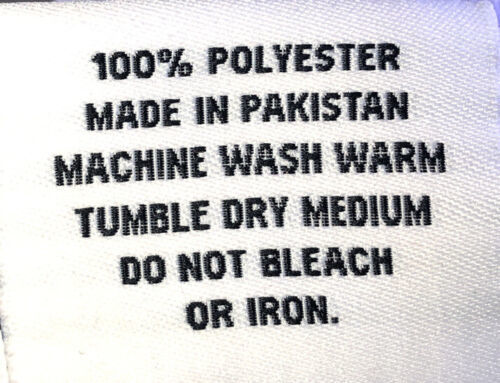 100% POLYESTER
MADE IN PAKISTAN
MACHINE WASH WARM
TUMBLE DRY MEDIUM
DO NOT BLEACH
OR IRON.